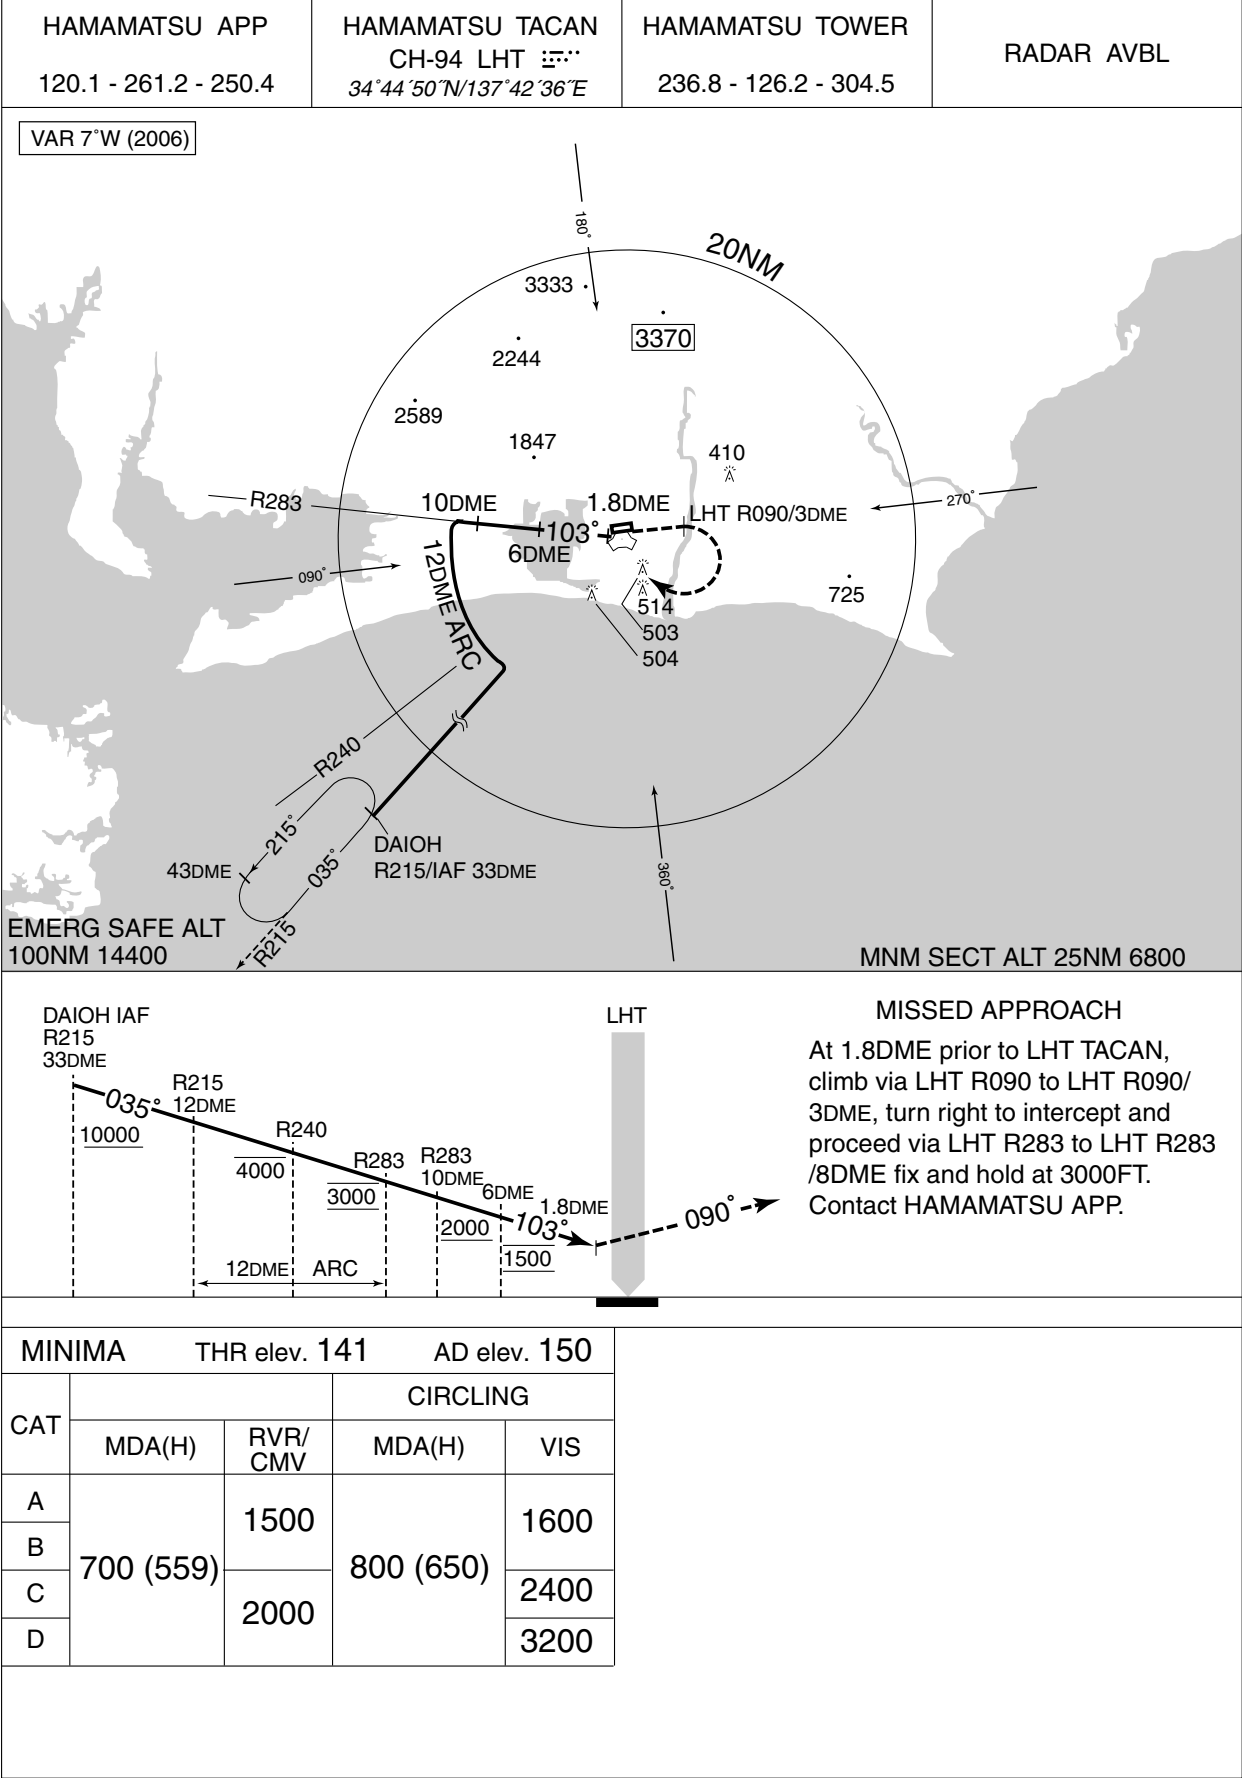 HAMAMATSU APP
120.1 - 261.2 - 250.4
HAMAMATSU TACAN
CH-94 LHT
34°44´50˝N/137°42´36˝E
HAMAMATSU TOWER
236.8 - 126.2 - 304.5
RADAR AVBL
VAR 7°W (2006)
180°
20NM
3333
3370
2244
2589
1847
410
R283
10DME
1.8DME
LHT R090/3DME
270°
103°
6DME
090°
12DME ARC
725
514
503
504
R240
215°
035°
43DME
DAIOH
R215/IAF 33DME
360°
R215
EMERG SAFE ALT
100NM 14400
MNM SECT ALT 25NM 6800
DAIOH IAF
R215
33DME
035°
10000
R215
12DME
R240
4000
R283
3000
R283
10DME
2000
6DME
1500
1.8DME
103°
LHT
090°
12DME ARC
MISSED APPROACH
At 1.8DME prior to LHT TACAN,
climb via LHT R090 to LHT R090/
3DME, turn right to intercept and
proceed via LHT R283 to LHT R283
/8DME fix and hold at 3000FT.
Contact HAMAMATSU APP.
MINIMA THR elev. 141 AD elev. 150
CAT
CIRCLING
MDA(H)
RVR/
CMV
MDA(H)
VIS
A
B
C
D
700 (559)
1500
2000
800 (650)
1600
2400
3200